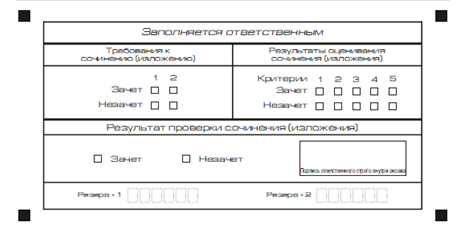 Заполняется ответственным
Требования к
сочинению (изложению)
Результаты оценивания
сочинения (изложения)
1 2
Зачет
Незачет
Критерии 1 2 3 4 5
Зачет
Незачет
Результат проверки сочинения (изложения)
Зачет Незачет
Подпись ответственного строго внутри окошка
Резерв - 1 Резерв - 2